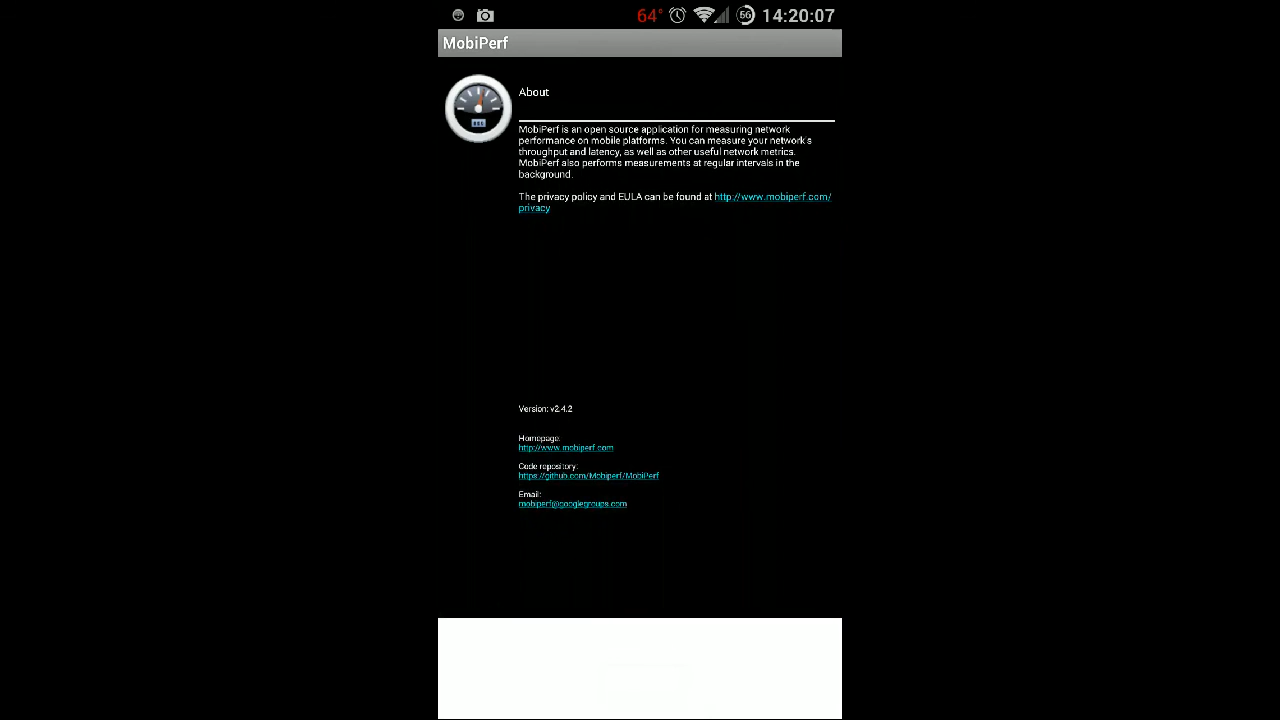 64° 56 14:20:07
MobiPerf
About
MobiPerf is an open source application for measuring network
performance on mobile platforms. You can measure your network's
throughput and latency, as well as other useful network metrics.
MobiPerf also performs measurements at regular intervals in the
background.
The privacy policy and EULA can be found at http://www.mobiperf.com/
privacy
Version: v2.4.2
Homepage:
http://www.mobiperf.com
Code repository:
https://github.com/Mobiperf/MobiPerf
Email:
mobiperf@googlegroups.com